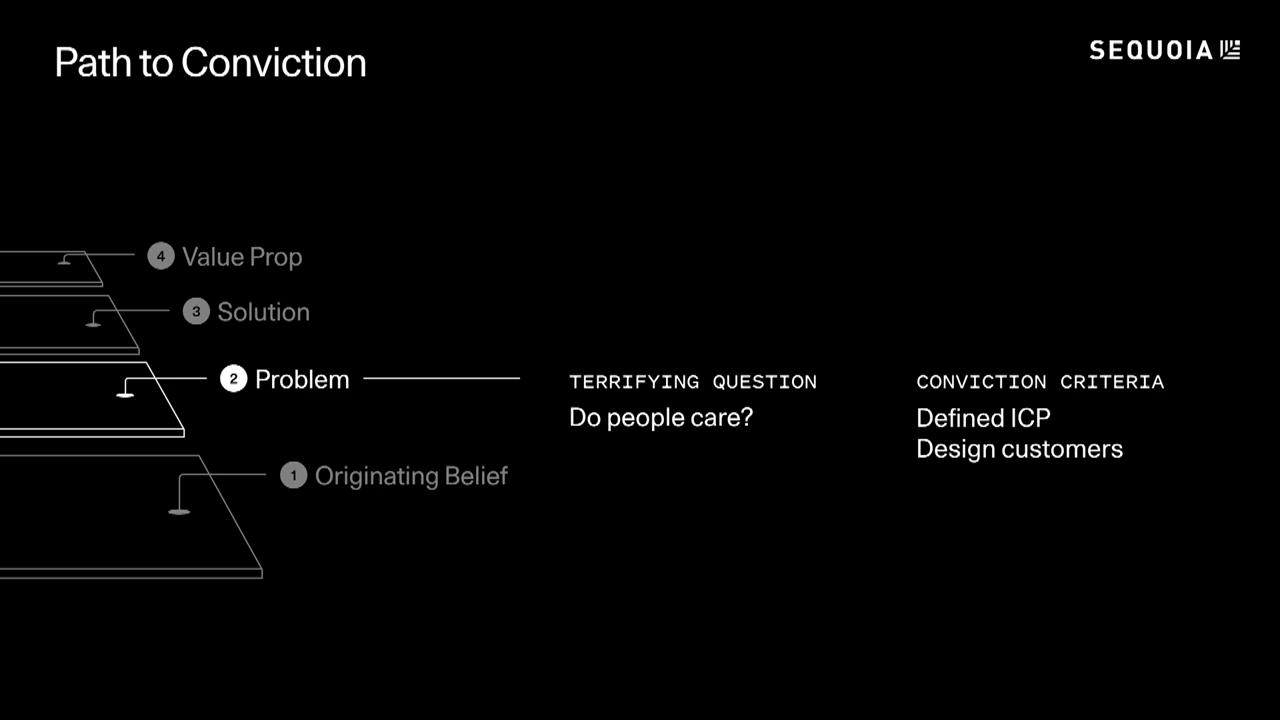 Path to Conviction
SEQUOIA
4 Value Prop
3 Solution
2 Problem
TERRIFYING QUESTION
Do people care?
CONVICTION CRITERIA
Defined ICP
Design customers
1 Originating Belief